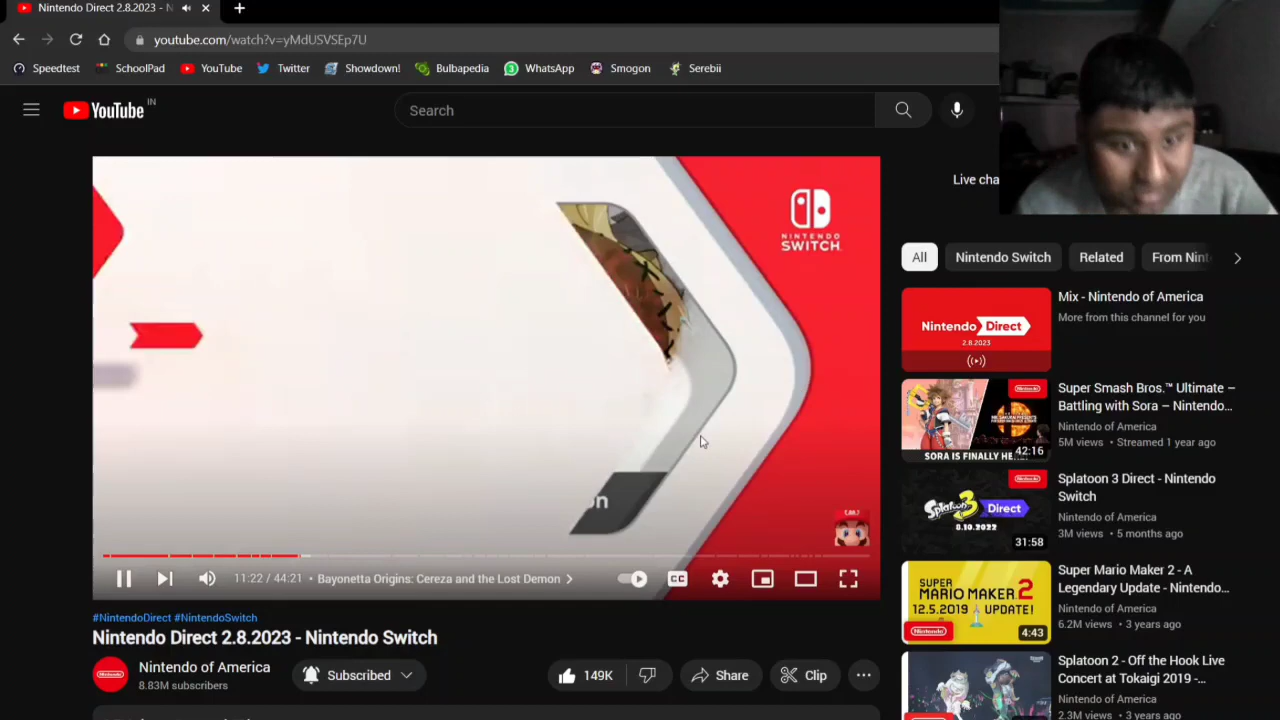 Nintendo Direct 2.8.2023 - N
youtube.com/watch?v=yMdUSVSEp7U
Speedtest
SchoolPad
YouTube
Twitter
Showdown!
Bulbapedia
WhatsApp
Smogon
Serebii
YouTube IN
Search
Live cha
NINTENDO
SWITCH
on
11:22 / 44:21 • Bayonetta Origins: Cereza and the Lost Demon
CC
#NintendoDirect #NintendoSwitch
Nintendo Direct 2.8.2023 - Nintendo Switch
Nintendo of America
8.83M subscribers
Subscribed
149K
Share
Clip
All
Nintendo Switch
Related
From Nint
Nintendo Direct
2.8.2023
Mix - Nintendo of America
More from this channel for you
Nintendo
SORA IS FINALLY HE
42:16
Super Smash Bros.™ Ultimate –
Battling with Sora – Nintendo...
Nintendo of America
5M views • Streamed 1 year ago
Nintendo
Splatoon 3 Direct
8.10.2022
31:58
Splatoon 3 Direct - Nintendo
Switch
Nintendo of America
3M views • 5 months ago
SUPER
MARIO MAKER 2
12.5.2019 UPDATE!
Nintendo
4:43
Super Mario Maker 2 - A
Legendary Update - Nintendo...
Nintendo of America
6.2M views • 3 years ago
Splatoon 2 - Off the Hook Live
Concert at Tokaigi 2019 -...
Nintendo of America
2.3M views • 3 years ago